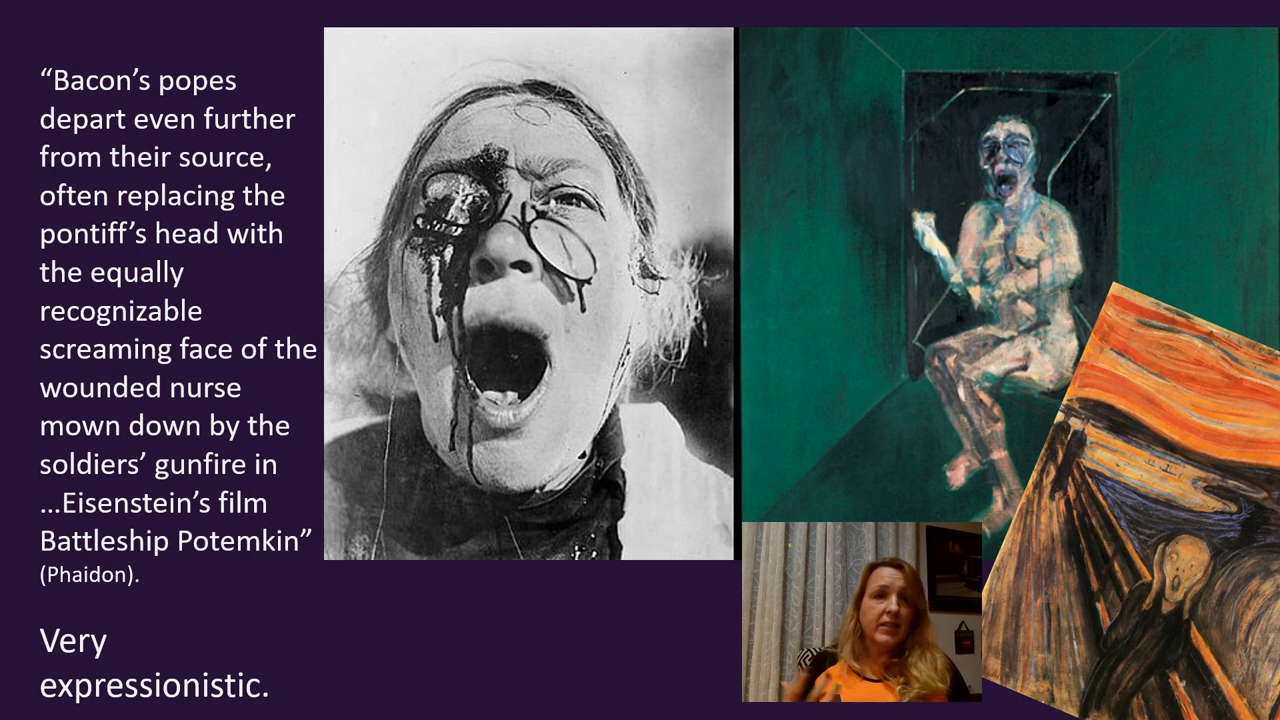 “Bacon’s popes
depart even further
from their source,
often replacing the
pontiff’s head with
the equally
recognizable
screaming face of the
wounded nurse
mown down by the
soldiers’ gunfire in
…Eisenstein’s film
Battleship Potemkin”
(Phaidon).
Very
expressionistic.